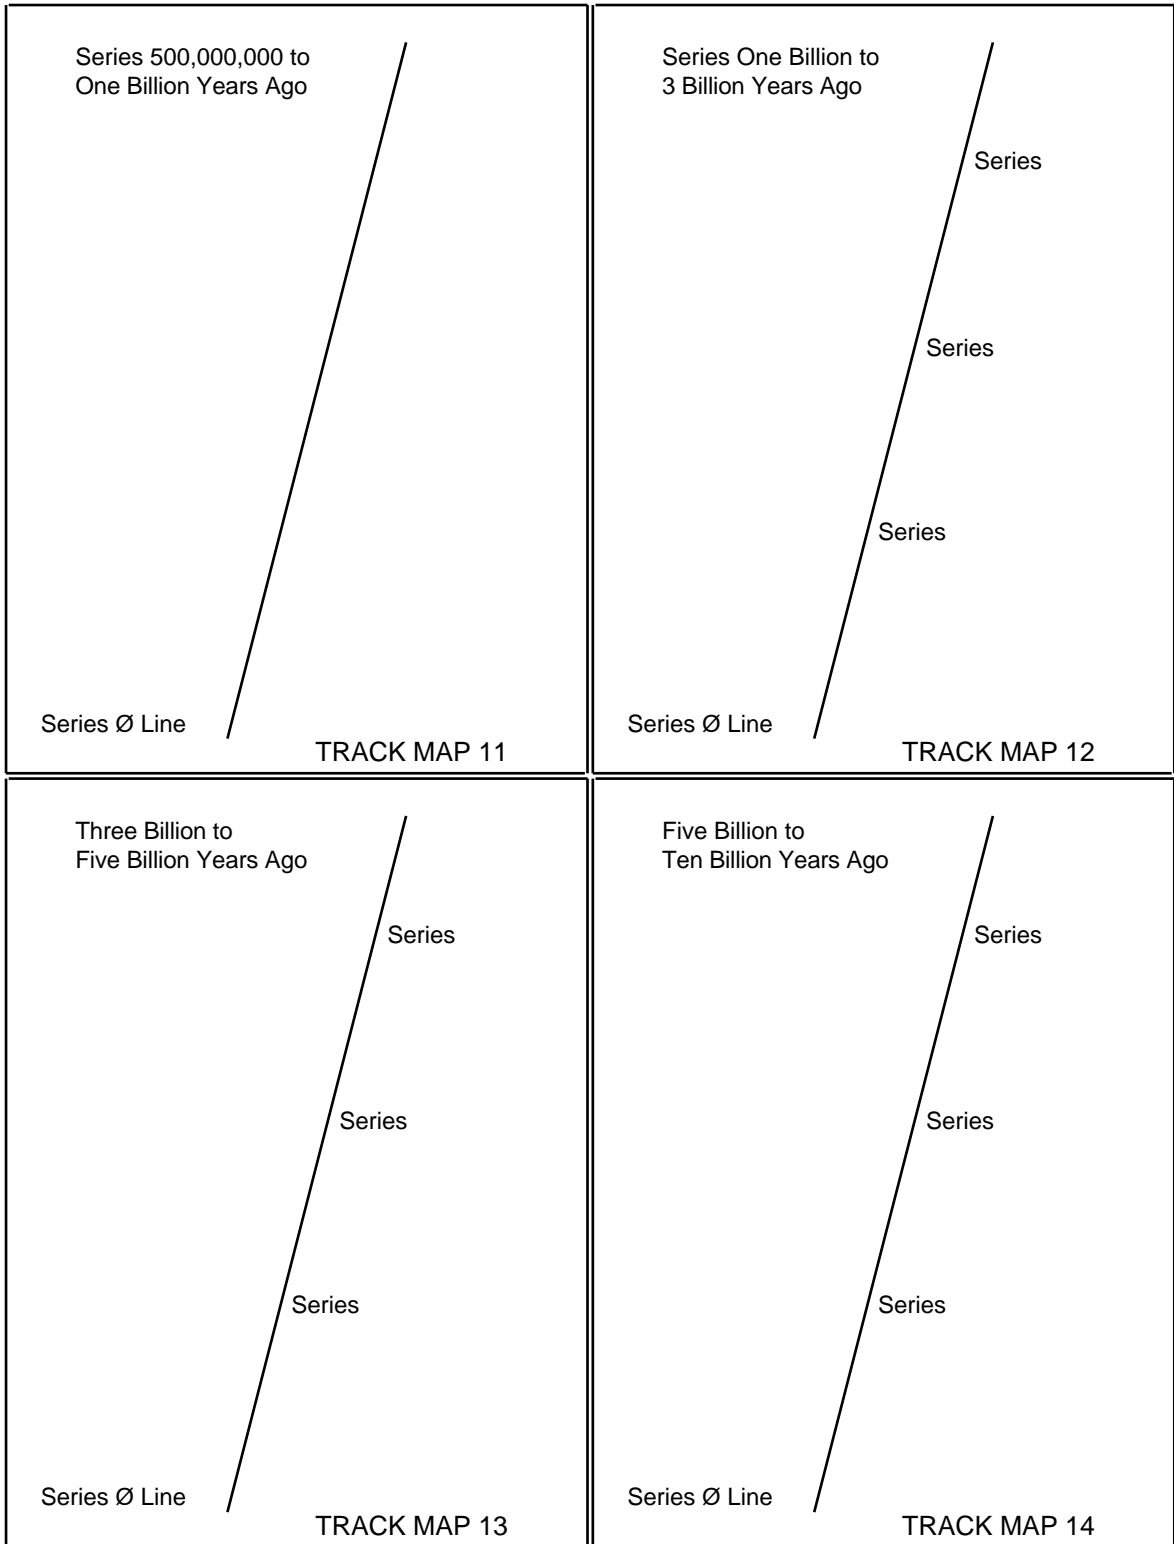 Series 500,000,000 to
One Billion Years Ago
Series Ø Line
TRACK MAP 11
Series One Billion to
3 Billion Years Ago
Series
Series
Series
Series Ø Line
TRACK MAP 12
Three Billion to
Five Billion Years Ago
Series
Series
Series
Series Ø Line
TRACK MAP 13
Five Billion to
Ten Billion Years Ago
Series
Series
Series
Series Ø Line
TRACK MAP 14